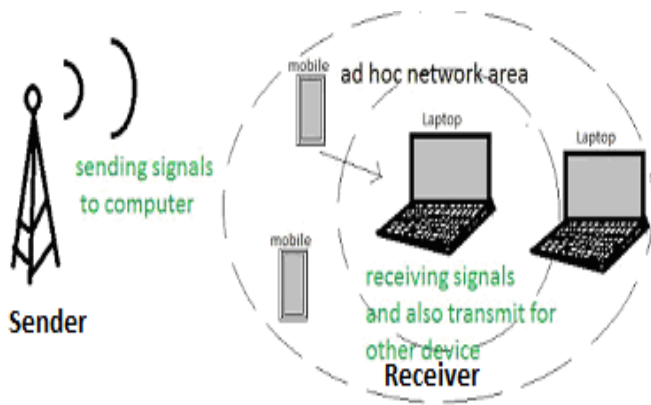 mobile
ad hoc network area
Laptop
Laptop
sending signals
to computer
mobile
receiving signals
and also transmit for
other device
Sender
Receiver